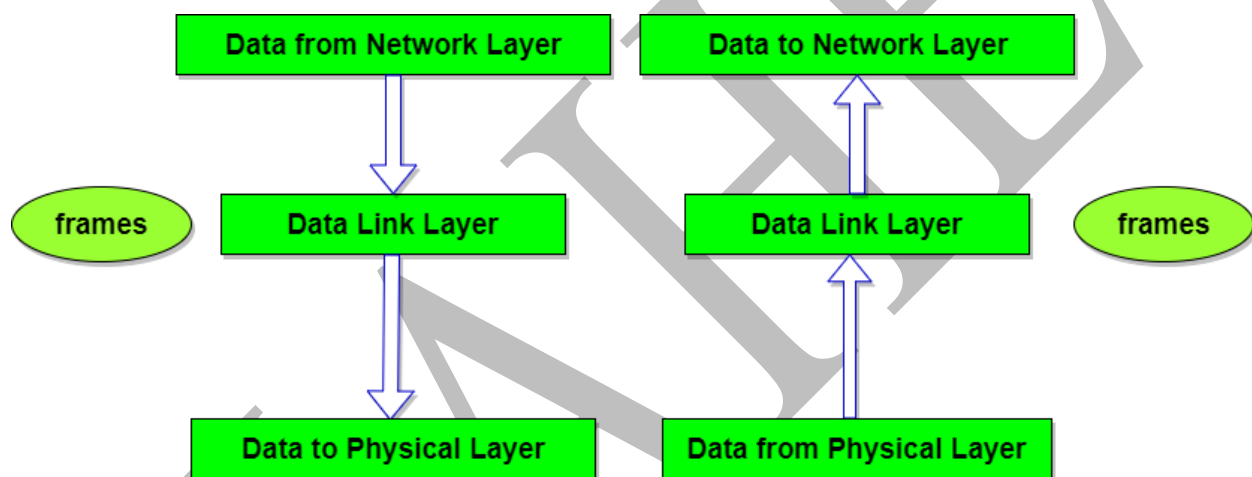 Data from Network Layer
Data to Network Layer
frames
Data Link Layer
Data Link Layer
frames
Data to Physical Layer
Data from Physical Layer